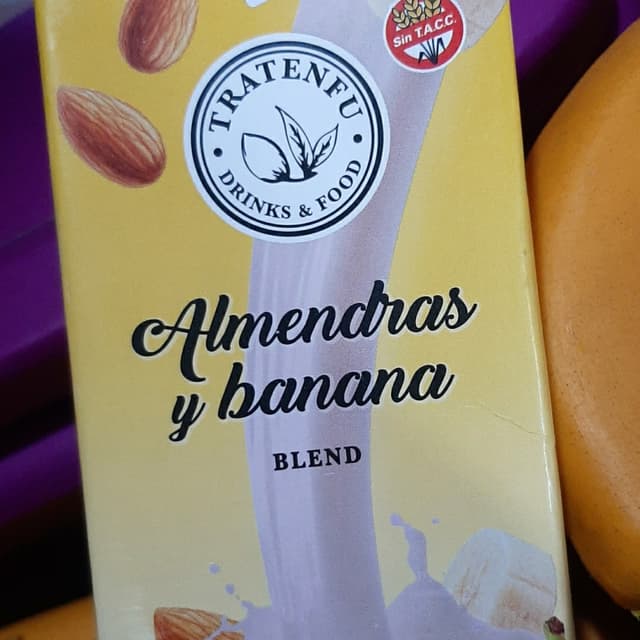 Sin T.A.C.C.
TRATENFU
DRINKS & FOOD
Almendras
y banana
BLEND